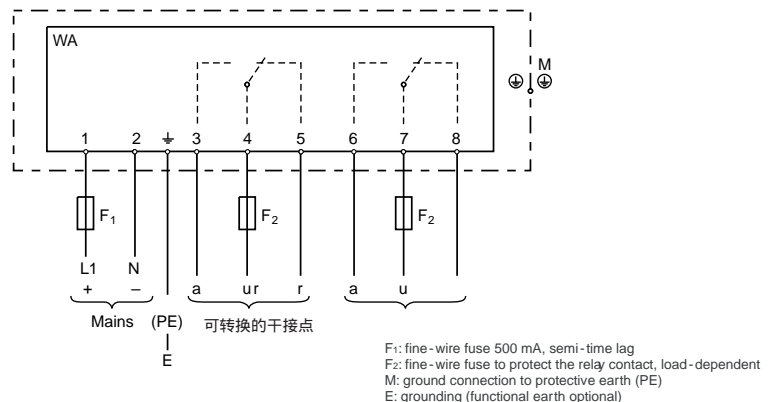 WA
M
1 2 3 4 5 6 7 8
F1 F2 F2
L1 N
+ – a ur r a u
Mains (PE) 可转换的干接点
E
F1: fine-wire fuse 500 mA, semi-time lag
F2: fine-wire fuse to protect the relay contact, load-dependent
M: ground connection to protective earth (PE)
E: grounding (functional earth optional)